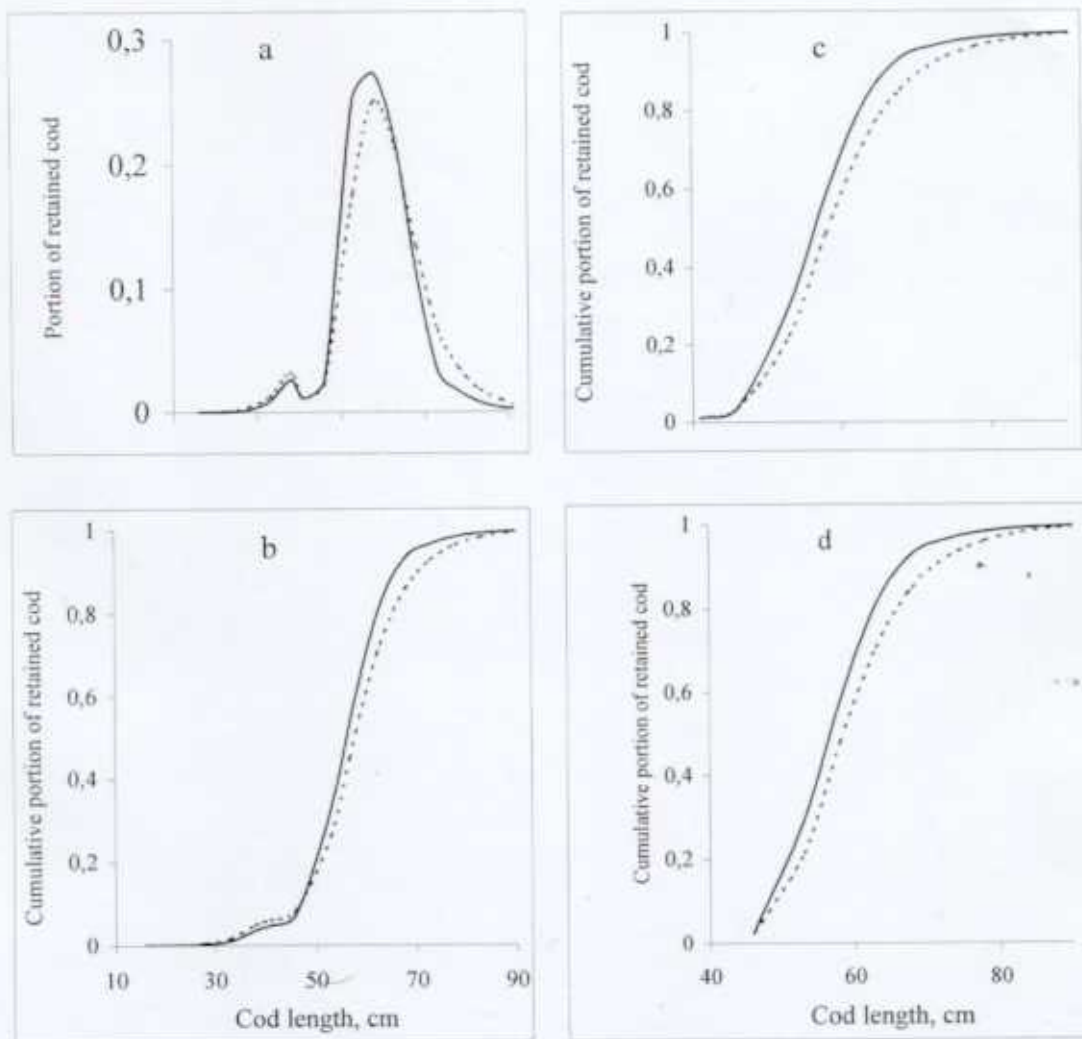 a
0,3
0,2
0,1
0
Portion of retained cod
c
1
0,8
0,6
0,4
0,2
0
Cumulative portion of retained cod
b
1
0,8
0,6
0,4
0,2
0
10 30 50 70 90
Cumulative portion of retained cod
Cod length, cm
d
1
0,8
0,6
0,4
0,2
0
40 60 80
Cumulative portion of retained cod
Cod length, cm